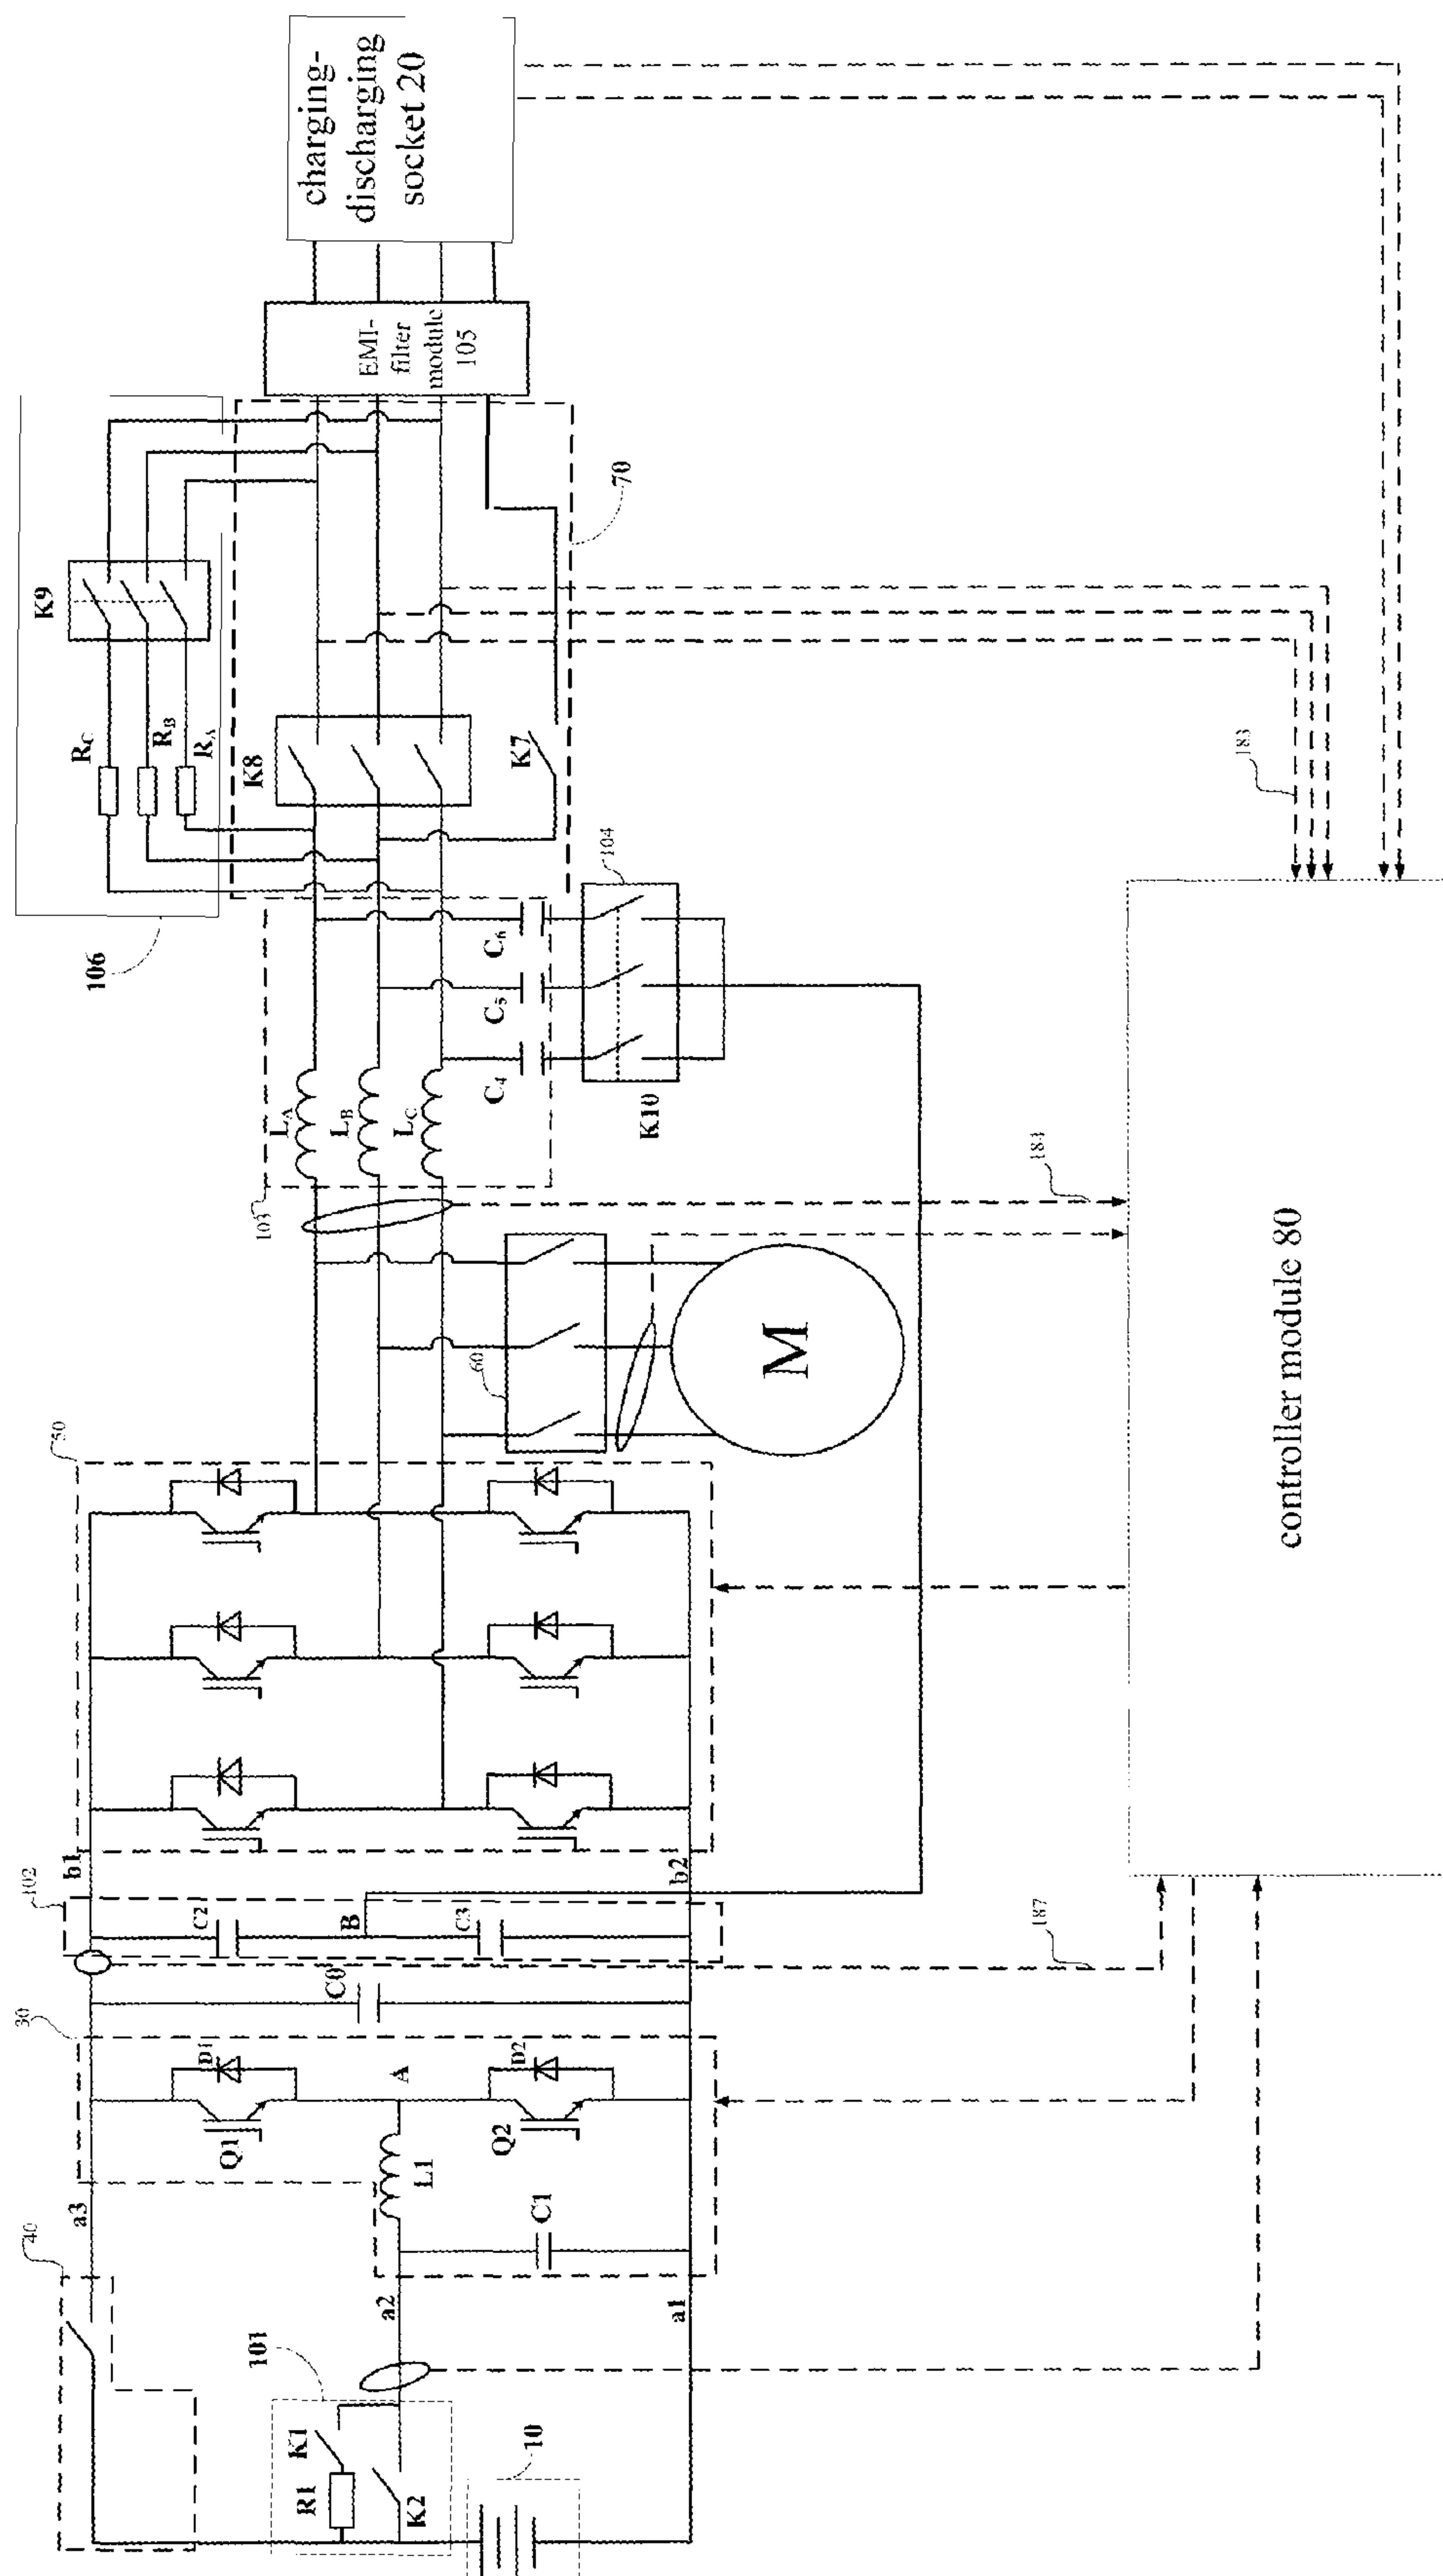 40
a3
30
102
b1
50
101
K1
R1
K2
10
a2
a1
L1
C1
Q1
D1
A
Q2
D2
C0
C2
B
C3
b2
187
60
M
103
LA
LB
LC
184
C4
C5
C6
K10
104
106
RC
RB
RA
K9
K8
K7
70
183
EMI-
filter
module
105
charging-
discharging
socket 20
controller module 80